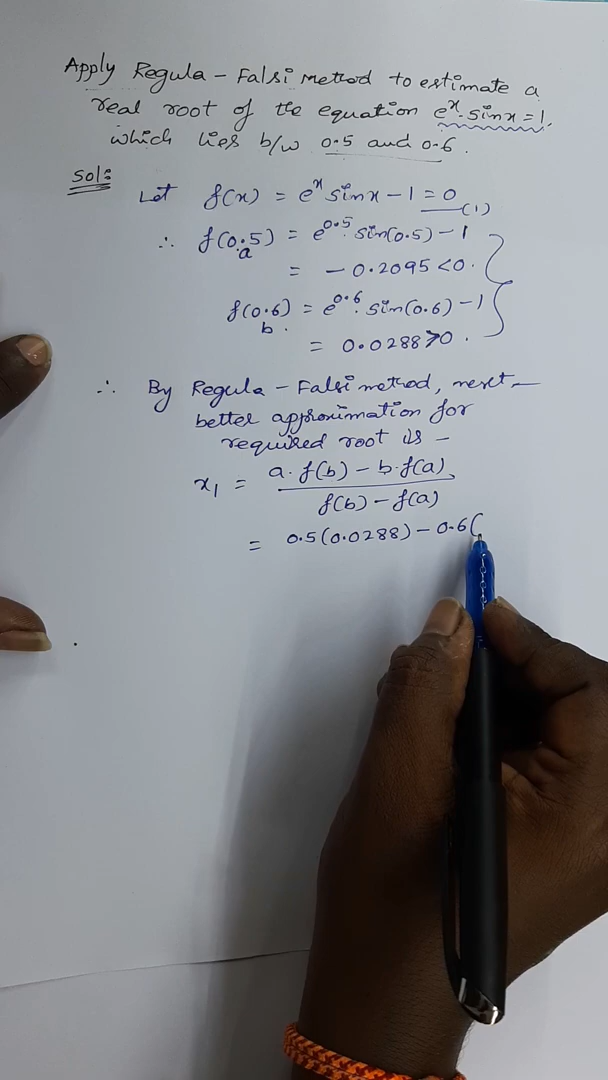 Apply Regula - Falsi method to estimate a
real root of the equation e^x. sinx = 1,
which lies b/w 0.5 and 0.6.
Sol:
Let f(x) = e^x sinx - 1 = 0 (1)
∴ f(0.5) = e^0.5. sin(0.5) - 1
a
= - 0.2095 < 0.
f(0.6) = e^0.6. sin(0.6) - 1
b.
= 0.0288 > 0.
∴ By Regula - Falsi method, next
better approximation for
required root is -
x₁ = a. f(b) - b. f(a)
f(b) - f(a)
= 0.5(0.0288) - 0.6(